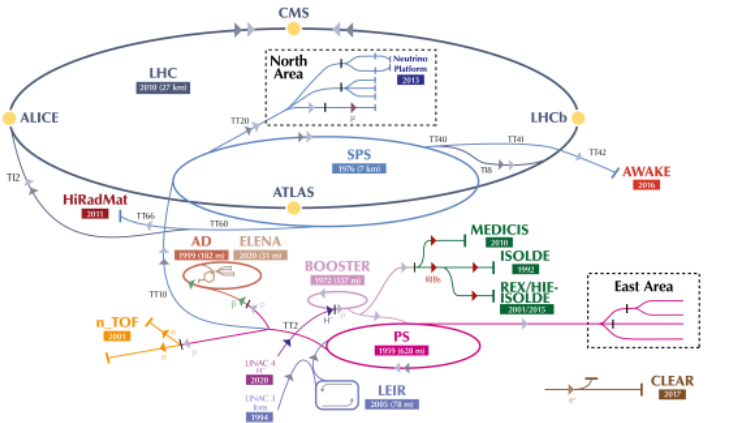 CMS
North
Area
Neutrino
Platform
2013
LHC
2010 (27 km)
ALICE
LHCb
TT20
TT40
TT41
TT42
SPS
1976 (7 km)
TI8
AWAKE
2016
TI2
HiRadMat
2011
ATLAS
TT66
TT60
MEDICIS
2010
AD
1999 (182 m)
ELENA
2020 (31 m)
ISOLDE
1992
BOOSTER
1972 (157 m)
RIBs
REX/HIE-
ISOLDE
2001/2015
East Area
TT10
p
p
H-
p
n_TOF
2001
n
n
p
TT2
PS
1959 (628 m)
LINAC 4
H-
2020
LEIR
2005 (78 m)
LINAC 3
Ions
1994
CLEAR
2017
e-